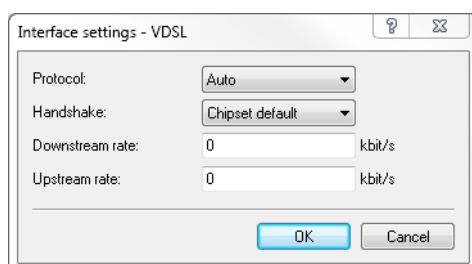 Interface settings - VDSL
Protocol: Auto
Handshake: Chipset default
Downstream rate: 0 kbit/s
Upstream rate: 0 kbit/s
OK Cancel